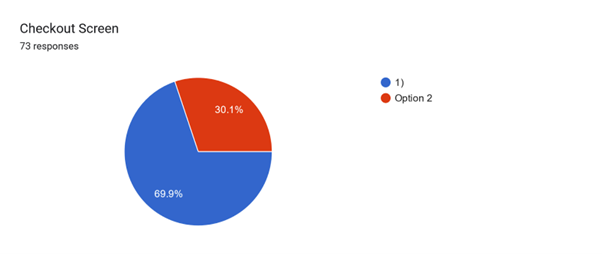 Checkout Screen
73 responses
1)
Option 2
30.1%
69.9%